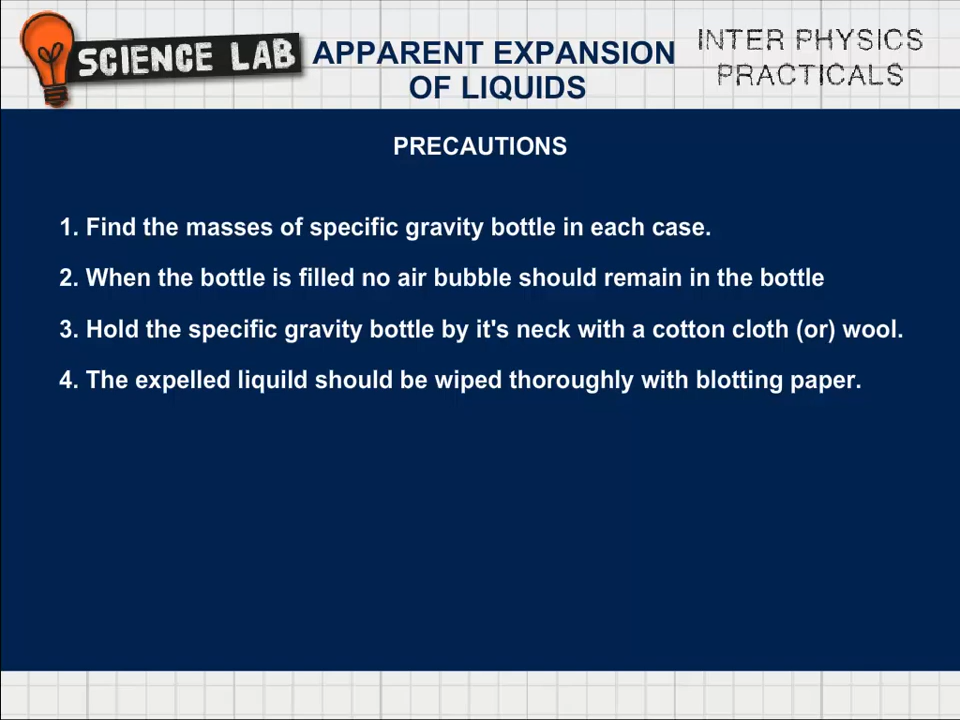 SCIENCE LAB
APPARENT EXPANSION
OF LIQUIDS
INTER PHYSICS
PRACTICALS
PRECAUTIONS
1. Find the masses of specific gravity bottle in each case.
2. When the bottle is filled no air bubble should remain in the bottle
3. Hold the specific gravity bottle by it's neck with a cotton cloth (or) wool.
4. The expelled liquild should be wiped thoroughly with blotting paper.